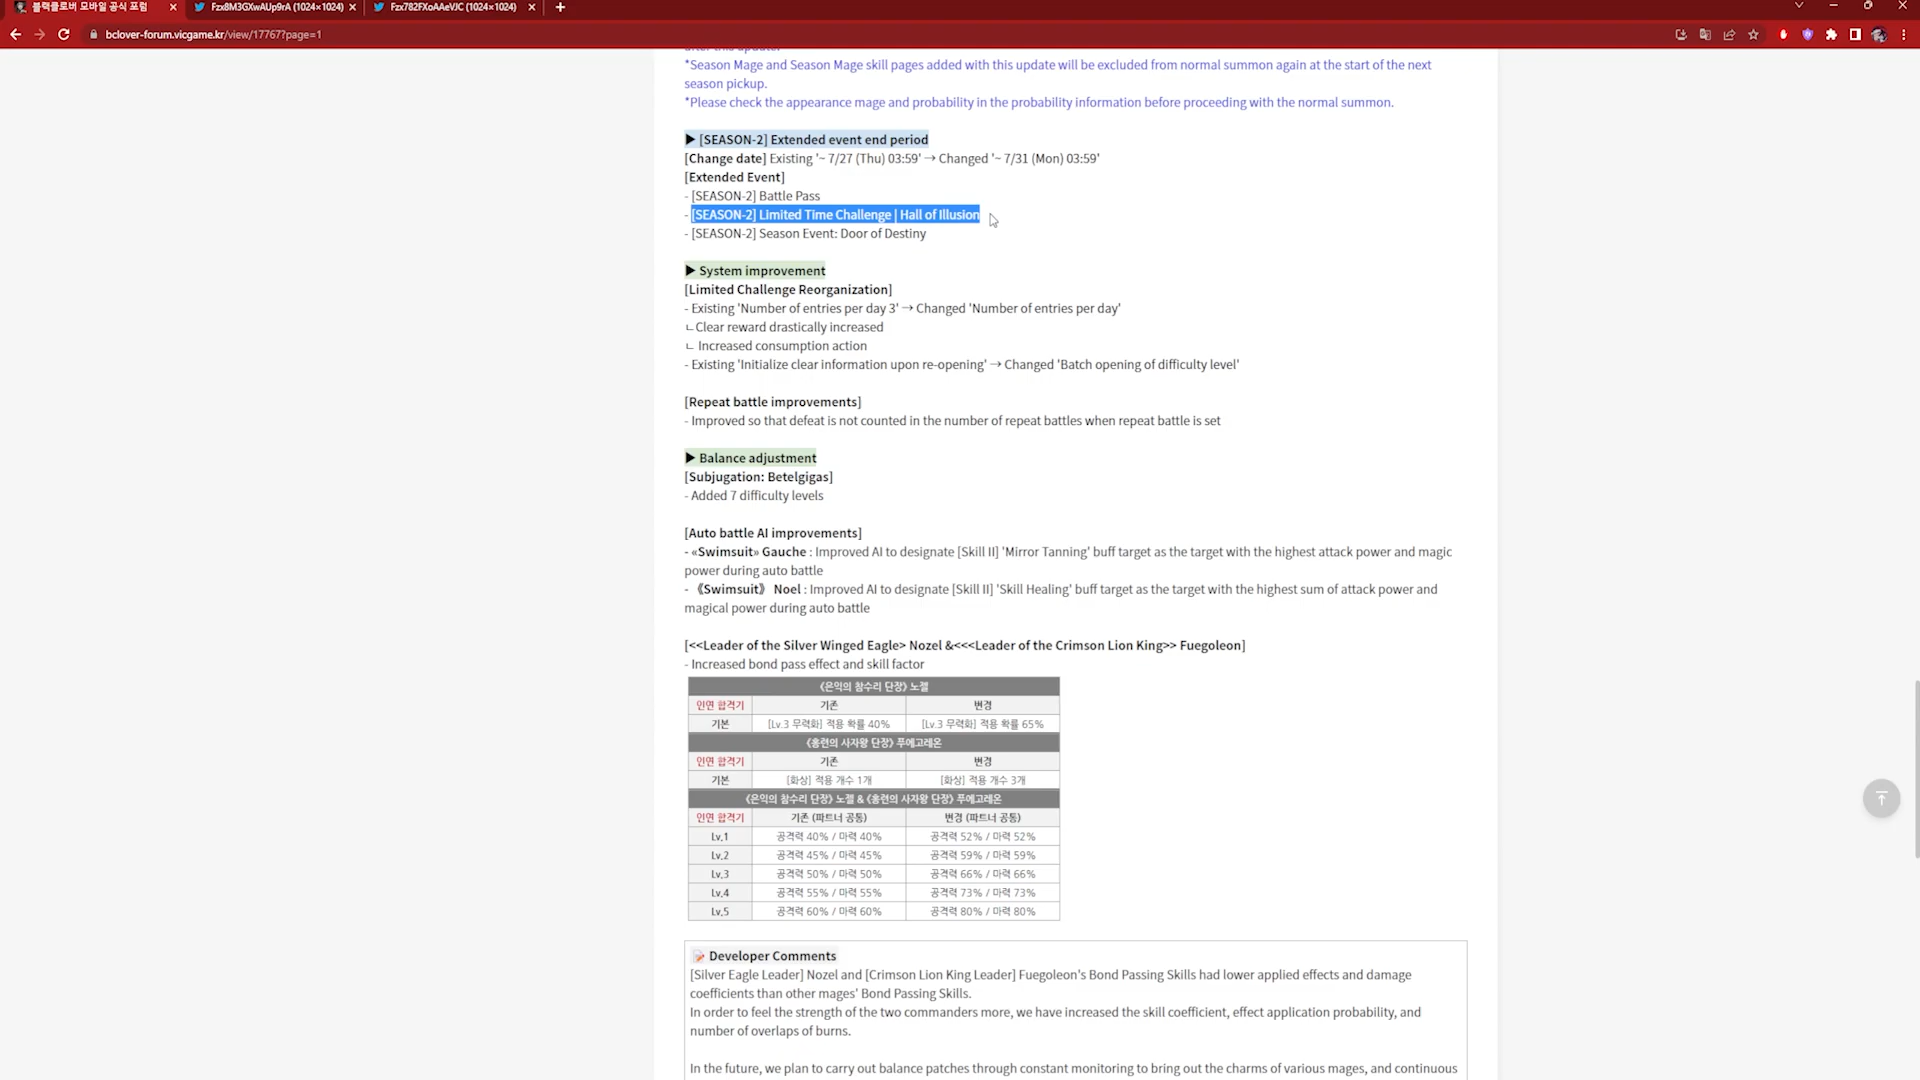 블랙클로버 모바일 공식 포럼
Fzx8M3GXwAUp9rA (1024×1024)
Fzx782FXoAAeVJC (1024×1024)
bclover-forum.vicgame.kr/view/17767?page=1
after this update.
*Season Mage and Season Mage skill pages added with this update will be excluded from normal summon again at the start of the next
season pickup.
*Please check the appearance mage and probability in the probability information before proceeding with the normal summon.
▶ [SEASON-2] Extended event end period
[Change date] Existing '~ 7/27 (Thu) 03:59' → Changed '~ 7/31 (Mon) 03:59'
[Extended Event]
- [SEASON-2] Battle Pass
- [SEASON-2] Limited Time Challenge | Hall of Illusion
- [SEASON-2] Season Event: Door of Destiny
▶ System improvement
[Limited Challenge Reorganization]
- Existing 'Number of entries per day 3' → Changed 'Number of entries per day'
ㄴClear reward drastically increased
ㄴ Increased consumption action
- Existing 'Initialize clear information upon re-opening' → Changed 'Batch opening of difficulty level'
[Repeat battle improvements]
- Improved so that defeat is not counted in the number of repeat battles when repeat battle is set
▶ Balance adjustment
[Subjugation: Betelgigas]
- Added 7 difficulty levels
[Auto battle AI improvements]
- «Swimsuit» Gauche : Improved AI to designate [Skill II] 'Mirror Tanning' buff target as the target with the highest attack power and magic
power during auto battle
- 《Swimsuit》 Noel : Improved AI to designate [Skill II] 'Skill Healing' buff target as the target with the highest sum of attack power and
magical power during auto battle
[<<Leader of the Silver Winged Eagle> Nozel &<<<Leader of the Crimson Lion King>> Fuegoleon]
- Increased bond pass effect and skill factor
《은익의 참수리 단장》 노젤
인연 합격기 기존 변경
기본 [Lv.3 무력화] 적용 확률 40% [Lv.3 무력화] 적용 확률 65%
《홍련의 사자왕 단장》 푸에고레온
인연 합격기 기존 변경
기본 [화상] 적용 개수 1개 [화상] 적용 개수 3개
《은익의 참수리 단장》 노젤 & 《홍련의 사자왕 단장》 푸에고레온
인연 합격기 기존 (파트너 공통) 변경 (파트너 공통)
Lv.1 공격력 40% / 마력 40% 공격력 52% / 마력 52%
Lv.2 공격력 45% / 마력 45% 공격력 59% / 마력 59%
Lv.3 공격력 50% / 마력 50% 공격력 66% / 마력 66%
Lv.4 공격력 55% / 마력 55% 공격력 73% / 마력 73%
Lv.5 공격력 60% / 마력 60% 공격력 80% / 마력 80%
Developer Comments
[Silver Eagle Leader] Nozel and [Crimson Lion King Leader] Fuegoleon's Bond Passing Skills had lower applied effects and damage
coefficients than other mages' Bond Passing Skills.
In order to feel the strength of the two commanders more, we have increased the skill coefficient, effect application probability, and
number of overlaps of burns.
In the future, we plan to carry out balance patches through constant monitoring to bring out the charms of various mages, and continuous